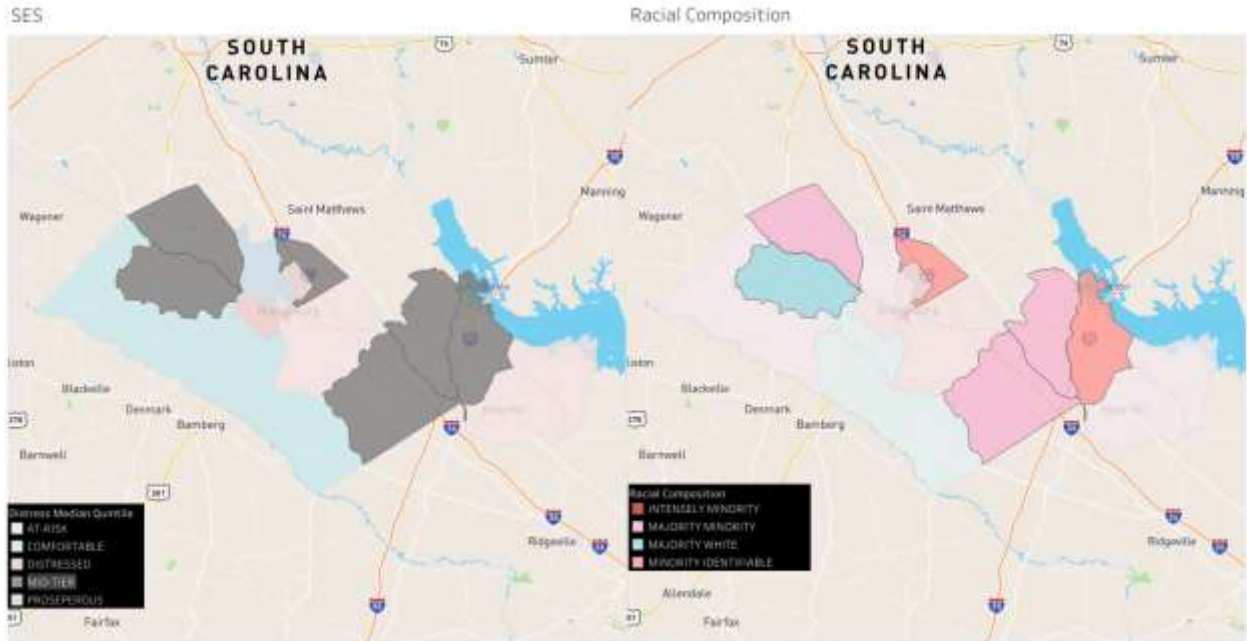 SES
Racial Composition
SOUTH
CAROLINA
Sumter
Manning
Wagener
Saint Matthews
Blackville
Denmark
Bamberg
Barnwell
Ridgeville
Fairfax
Distress Median Quintile
AT-RISK
COMFORTABLE
DISTRESSED
MID-TIER
PROSEPEROUS
SOUTH
CAROLINA
Sumter
Manning
Wagener
Saint Matthews
Blackville
Denmark
Bamberg
Barnwell
Ridgeville
Allendale
Fairfax
Racial Composition
INTENSELY MINORITY
MAJORITY MINORITY
MAJORITY WHITE
MINORITY IDENTIFIABLE